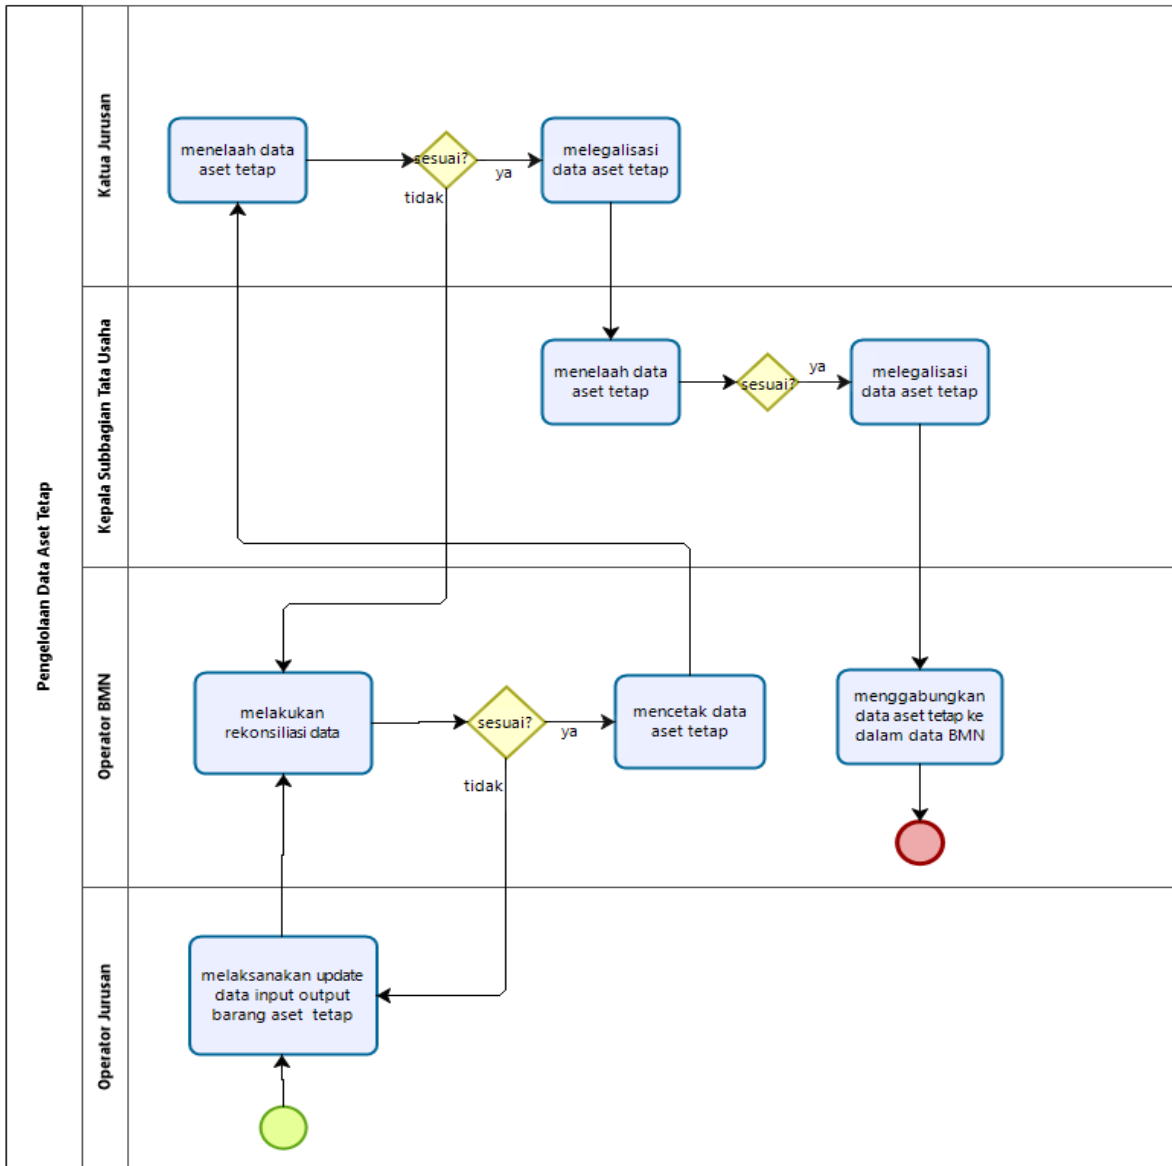 Pengelolaan Data Aset Tetap
Katua Jurusan
menelaah data
aset tetap
sesuai?
ya
tidak
melegalisasi
data aset tetap
Kepala Subbagian Tata Usaha
menelaah data
aset tetap
sesuai?
ya
melegalisasi
data aset tetap
Operator BMN
melakukan
rekonsiliasi data
sesuai?
ya
tidak
mencetak data
aset tetap
menggabungkan
data aset tetap ke
dalam data BMN
Operator Jurusan
melaksanakan update
data input output
barang aset tetap